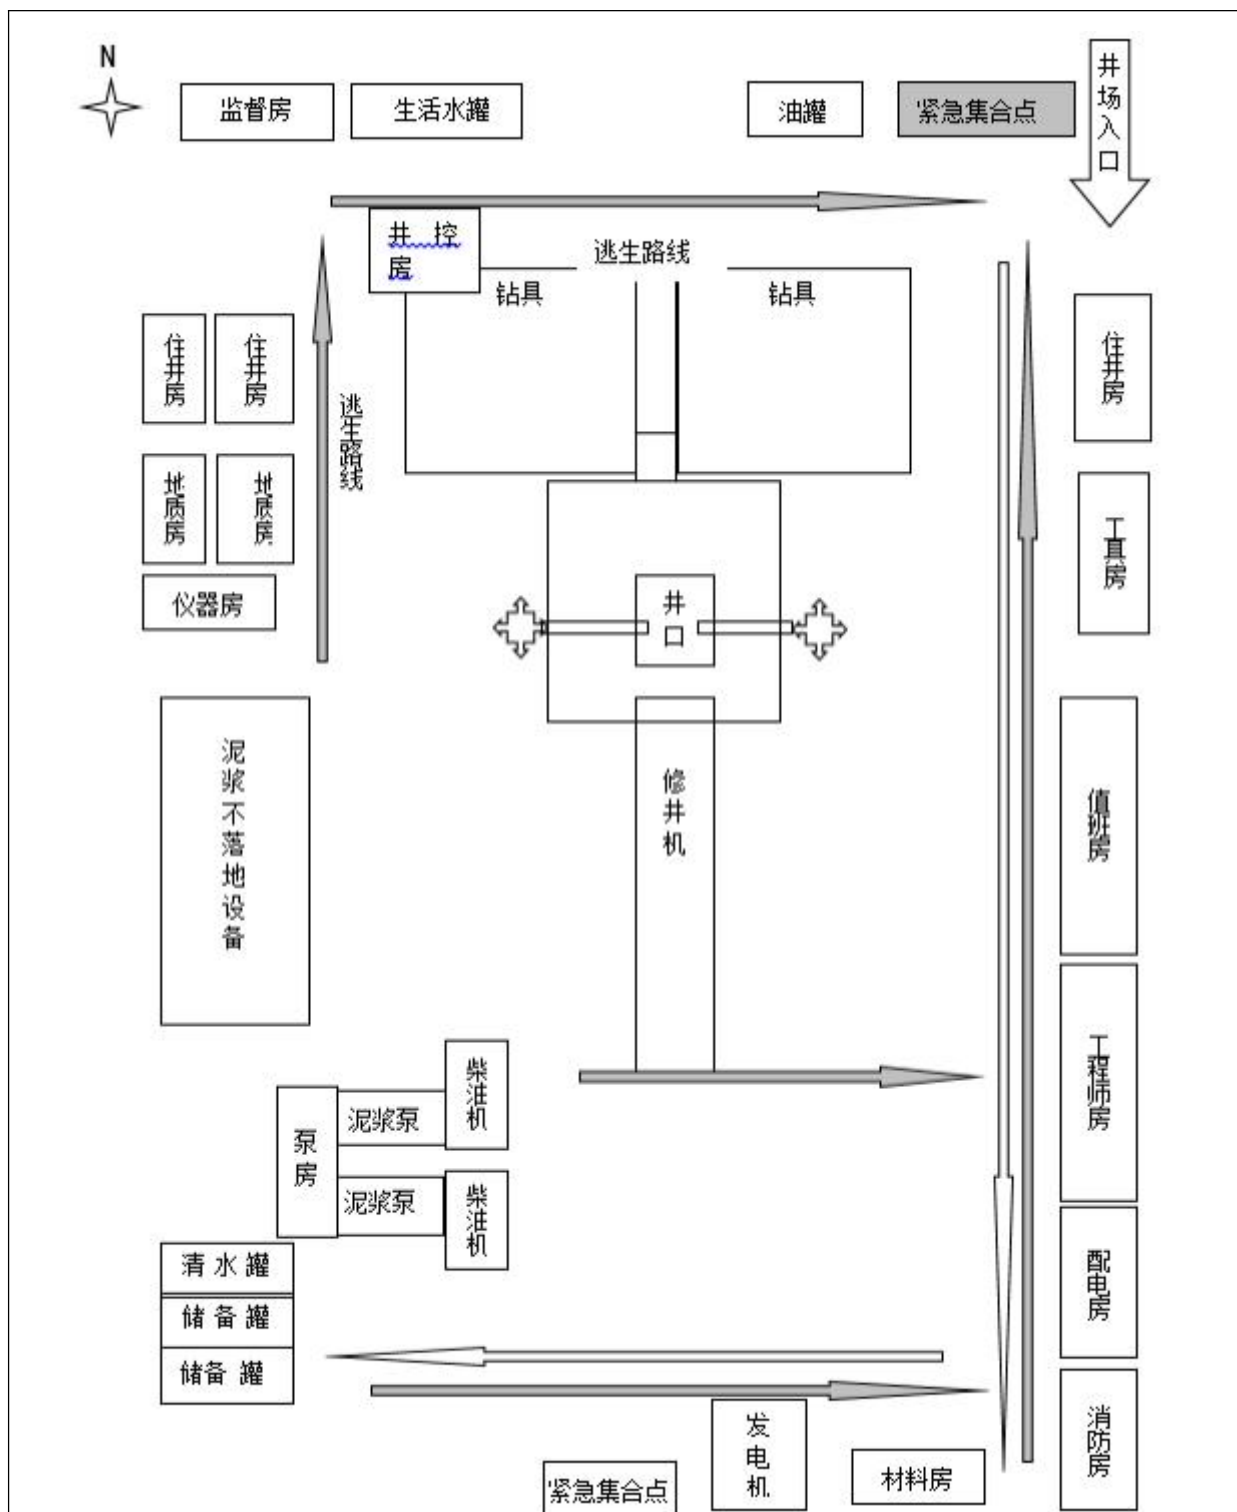 N
监督房
生活水罐
油罐
紧急集合点
井场入口
井 控
房
逃生路线
钻具
钻具
住井房
住井房
住井房
逃生路线
地质房
地质房
工具房
仪器房
井口
泥浆不落地设备
修井机
值班房
工程师房
柴油机
泥浆泵
泵房
柴油机
泥浆泵
清水罐
配电房
储备罐
储备 罐
消防房
发电机
材料房
紧急集合点